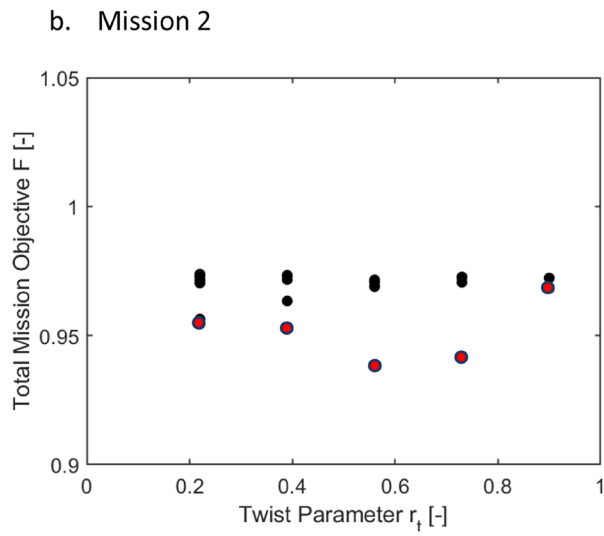 b. Mission 2
1.05
1
0.95
0.9
Total Mission Objective F [-]
0 0.2 0.4 0.6 0.8 1
Twist Parameter r_t [-]